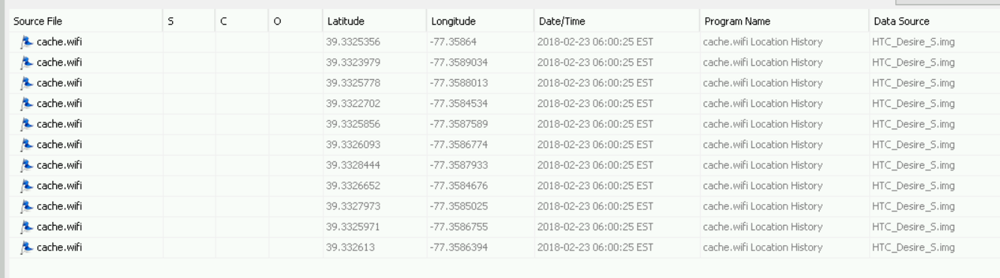 Source File S C O Latitude Longitude Date/Time Program Name Data Source
cache.wifi 39.3325356 -77.35864 2018-02-23 06:00:25 EST cache.wifi Location History HTC_Desire_S.img
cache.wifi 39.3323979 -77.3589034 2018-02-23 06:00:25 EST cache.wifi Location History HTC_Desire_S.img
cache.wifi 39.3325778 -77.3588013 2018-02-23 06:00:25 EST cache.wifi Location History HTC_Desire_S.img
cache.wifi 39.3322702 -77.3584534 2018-02-23 06:00:25 EST cache.wifi Location History HTC_Desire_S.img
cache.wifi 39.3325856 -77.3587589 2018-02-23 06:00:25 EST cache.wifi Location History HTC_Desire_S.img
cache.wifi 39.3326093 -77.3586774 2018-02-23 06:00:25 EST cache.wifi Location History HTC_Desire_S.img
cache.wifi 39.3328444 -77.3587933 2018-02-23 06:00:25 EST cache.wifi Location History HTC_Desire_S.img
cache.wifi 39.3326652 -77.3584676 2018-02-23 06:00:25 EST cache.wifi Location History HTC_Desire_S.img
cache.wifi 39.3327973 -77.3585025 2018-02-23 06:00:25 EST cache.wifi Location History HTC_Desire_S.img
cache.wifi 39.3325971 -77.3586755 2018-02-23 06:00:25 EST cache.wifi Location History HTC_Desire_S.img
cache.wifi 39.332613 -77.3586394 2018-02-23 06:00:25 EST cache.wifi Location History HTC_Desire_S.img